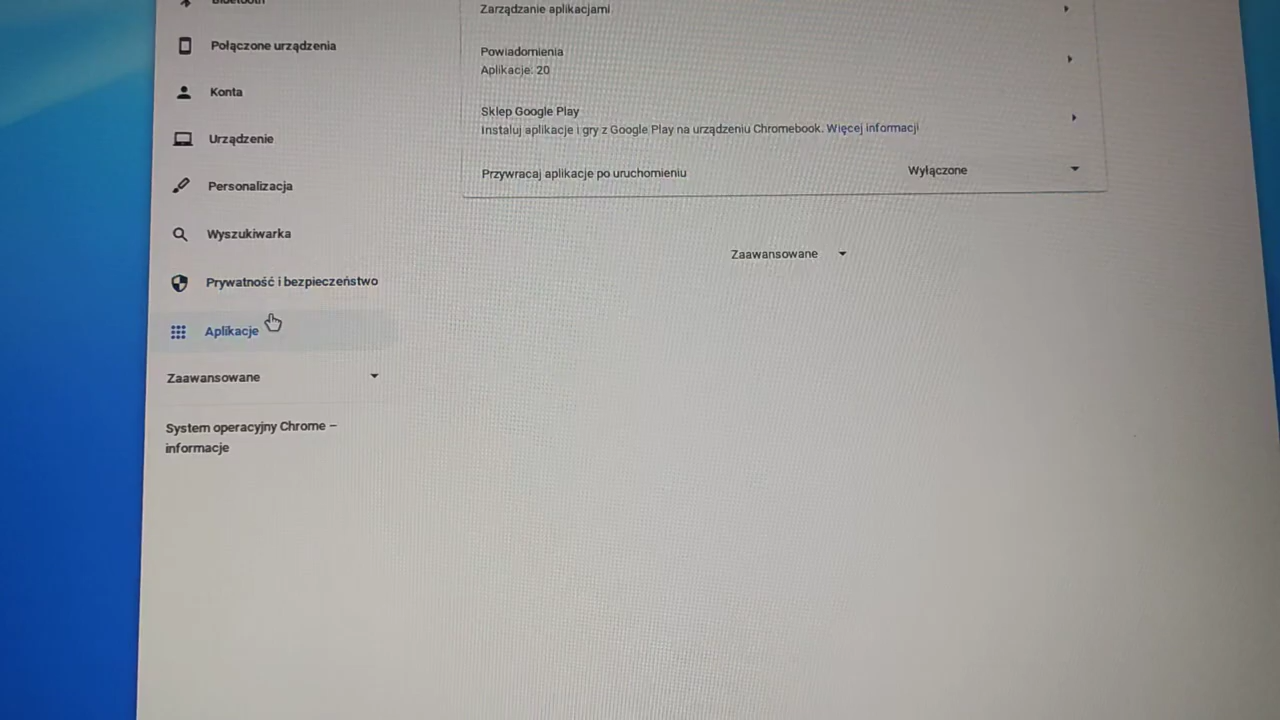 Bluetooth
Połączone urządzenia
Konta
Urządzenie
Personalizacja
Wyszukiwarka
Prywatność i bezpieczeństwo
Aplikacje
Zaawansowane
System operacyjny Chrome –
informacje
Zarządzanie aplikacjami
Powiadomienia
Aplikacje: 20
Sklep Google Play
Instaluj aplikacje i gry z Google Play na urządzeniu Chromebook. Więcej informacji
Przywracaj aplikacje po uruchomieniu Wyłączone
Zaawansowane